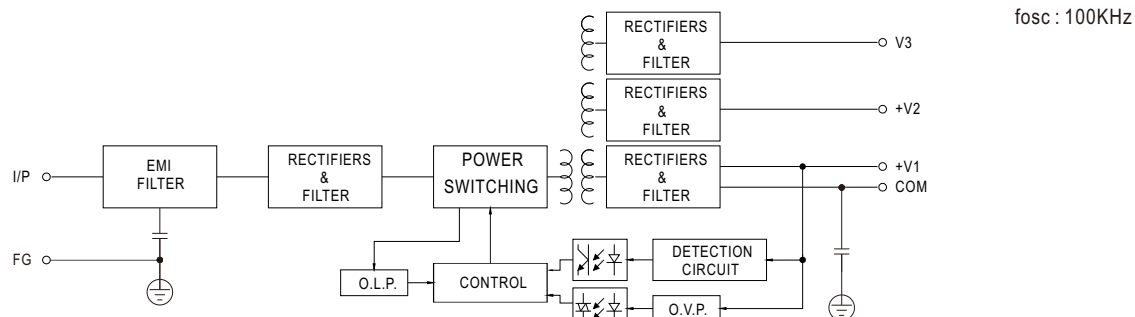 fosc : 100KHz
RECTIFIERS
&
FILTER
V3
RECTIFIERS
&
FILTER
+V2
I/P
EMI
FILTER
RECTIFIERS
&
FILTER
POWER
SWITCHING
RECTIFIERS
&
FILTER
+V1
COM
FG
O.L.P.
CONTROL
DETECTION
CIRCUIT
O.V.P.